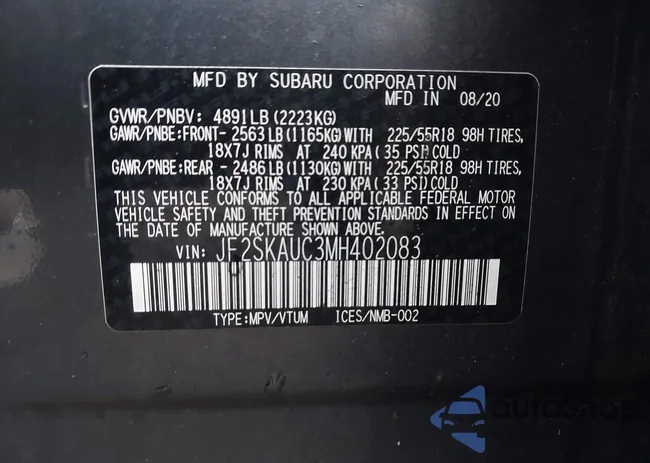 MFD BY SUBARU CORPORATION
MFD IN 08/20
GVWR/PNBV: 4891LB (2223KG)
GAWR/PNBE:FRONT- 2563LB (1165KG) WITH 225/55R18 98H TIRES,
18X7J RIMS AT 240 KPA ( 35 PSI) COLD
GAWR/PNBE:REAR - 2486LB (1130KG) WITH 225/55R18 98H TIRES,
18X7J RIMS AT 230 KPA ( 33 PSI) COLD
THIS VEHICLE CONFORMS TO ALL APPLICABLE FEDERAL MOTOR
VEHICLE SAFETY AND THEFT PREVENTION STANDARDS IN EFFECT ON
THE DATE OF MANUFACTURE SHOWN ABOVE.
VIN: JF2SKAUC3MH402083
TYPE:MPV/VTUM ICES/NMB-002
autoSnap